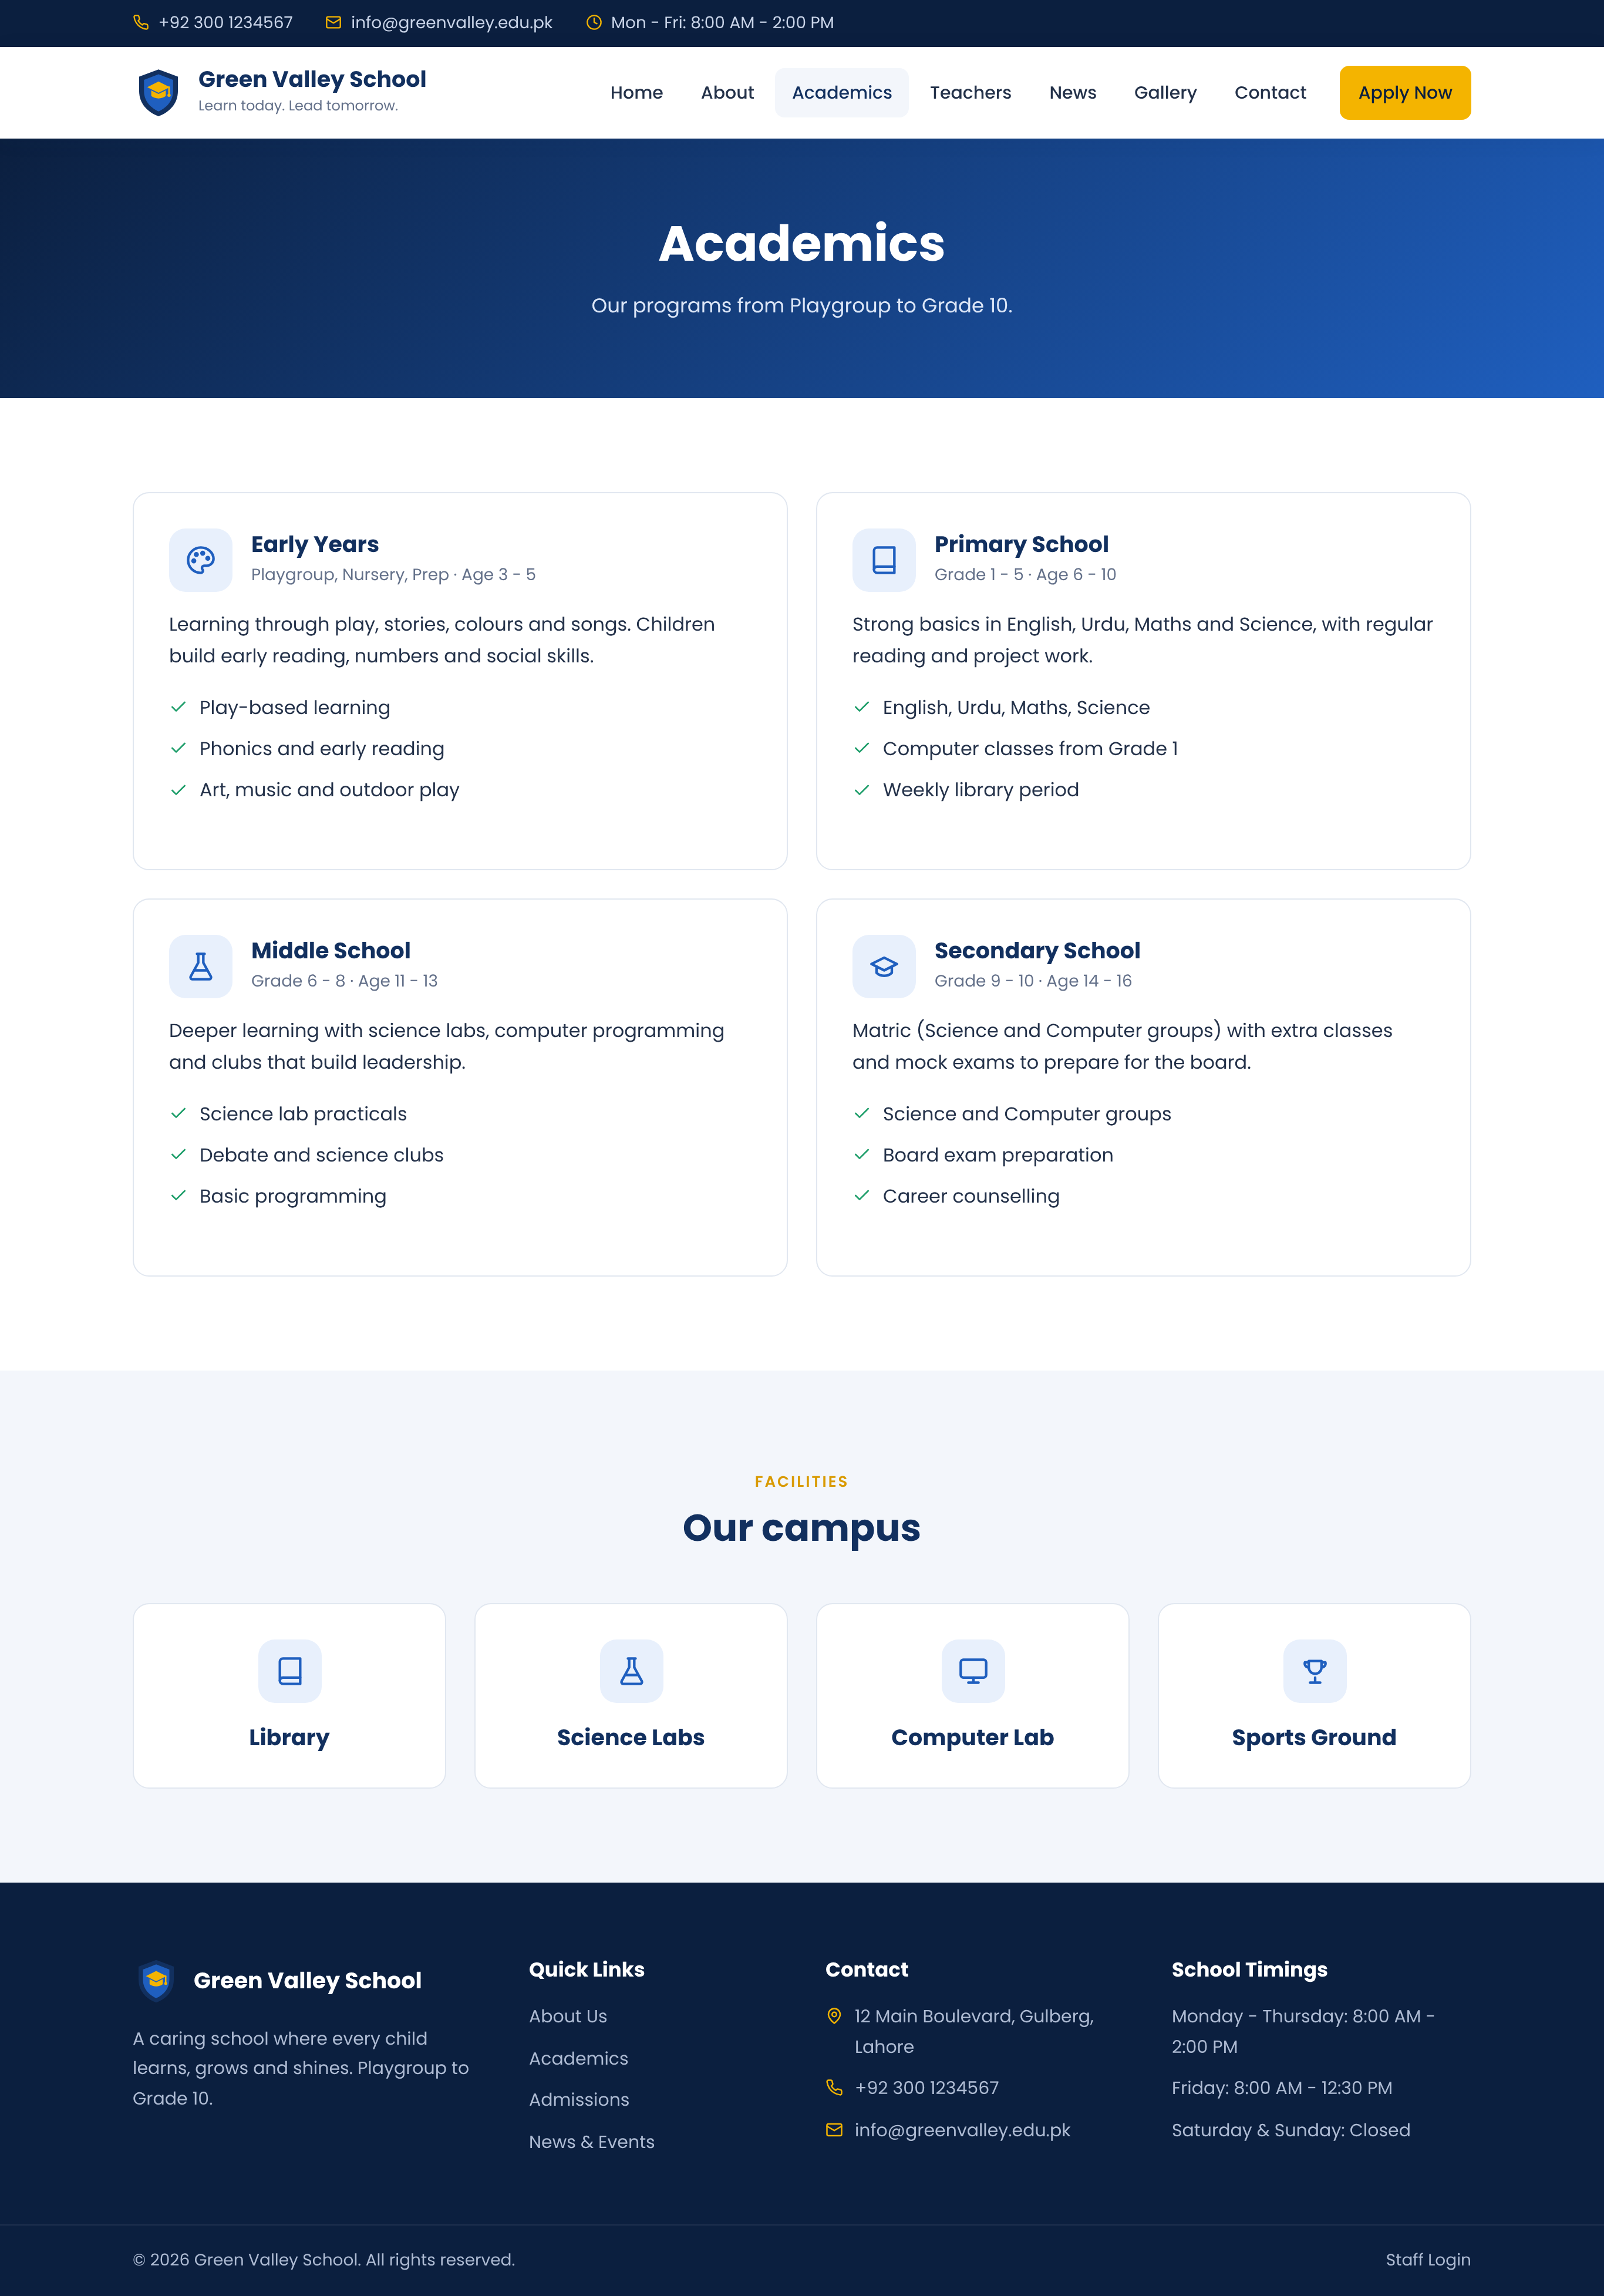 +92 300 1234567
info@greenvalley.edu.pk
Mon - Fri: 8:00 AM - 2:00 PM
Green Valley School
Learn today. Lead tomorrow.
Home
About
Academics
Teachers
News
Gallery
Contact
Apply Now
Academics
Our programs from Playgroup to Grade 10.
Early Years
Playgroup, Nursery, Prep · Age 3 - 5
Learning through play, stories, colours and songs. Children
build early reading, numbers and social skills.
Play-based learning
Phonics and early reading
Art, music and outdoor play
Primary School
Grade 1 - 5 · Age 6 - 10
Strong basics in English, Urdu, Maths and Science, with regular
reading and project work.
English, Urdu, Maths, Science
Computer classes from Grade 1
Weekly library period
Middle School
Grade 6 - 8 · Age 11 - 13
Deeper learning with science labs, computer programming
and clubs that build leadership.
Science lab practicals
Debate and science clubs
Basic programming
Secondary School
Grade 9 - 10 · Age 14 - 16
Matric (Science and Computer groups) with extra classes
and mock exams to prepare for the board.
Science and Computer groups
Board exam preparation
Career counselling
FACILITIES
Our campus
Library
Science Labs
Computer Lab
Sports Ground
Green Valley School
A caring school where every child
learns, grows and shines. Playgroup to
Grade 10.
Quick Links
About Us
Academics
Admissions
News & Events
Contact
12 Main Boulevard, Gulberg,
Lahore
+92 300 1234567
info@greenvalley.edu.pk
School Timings
Monday - Thursday: 8:00 AM -
2:00 PM
Friday: 8:00 AM - 12:30 PM
Saturday & Sunday: Closed
© 2026 Green Valley School. All rights reserved.
Staff Login